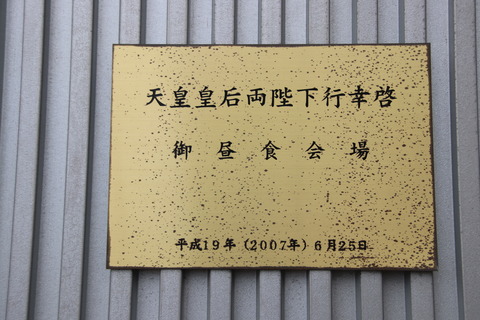 天皇皇后両陛下行幸啓
御昼食会場
平成19年(2007年)6月25日